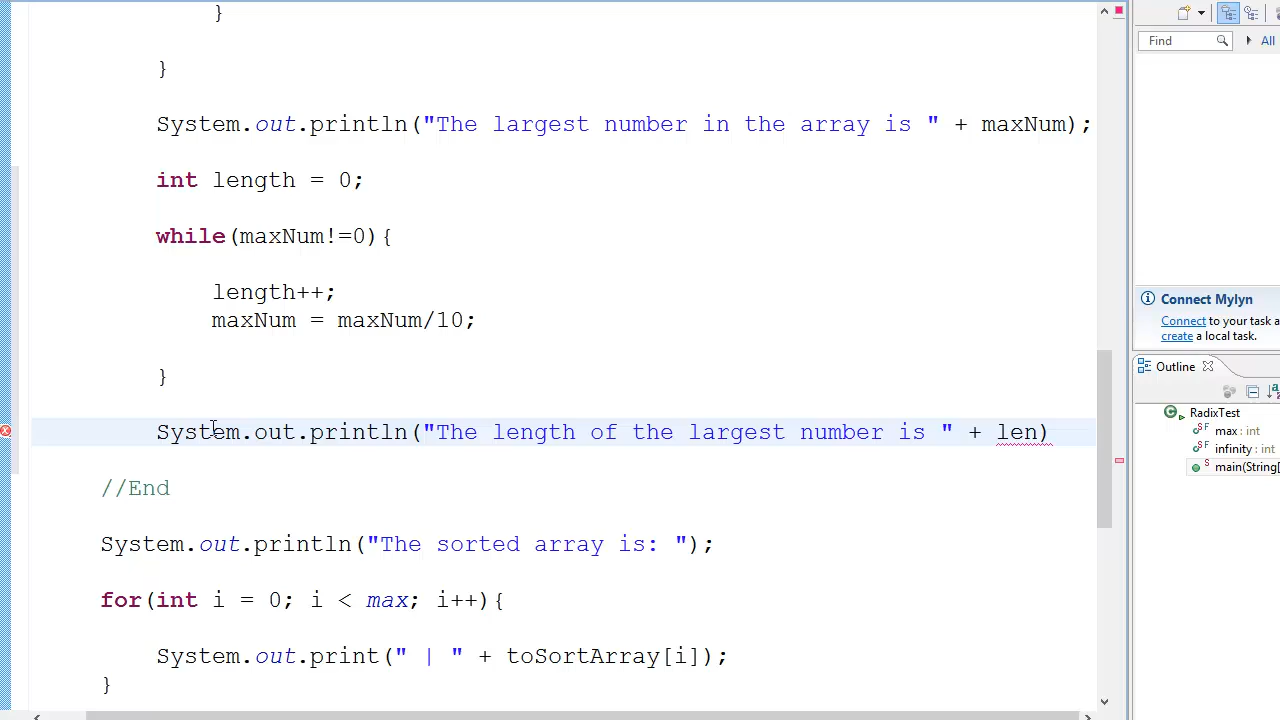 }
}
System.out.println("The largest number in the array is " + maxNum);
int length = 0;
while(maxNum!=0){
length++;
maxNum = maxNum/10;
}
System.out.println("The length of the largest number is " + len)
//End
System.out.println("The sorted array is: ");
for(int i = 0; i < max; i++){
System.out.print(" | " + toSortArray[i]);
}
Find
All
Connect Mylyn
Connect to your task a
create a local task.
Outline
RadixTest
max : int
infinity : int
main(String[